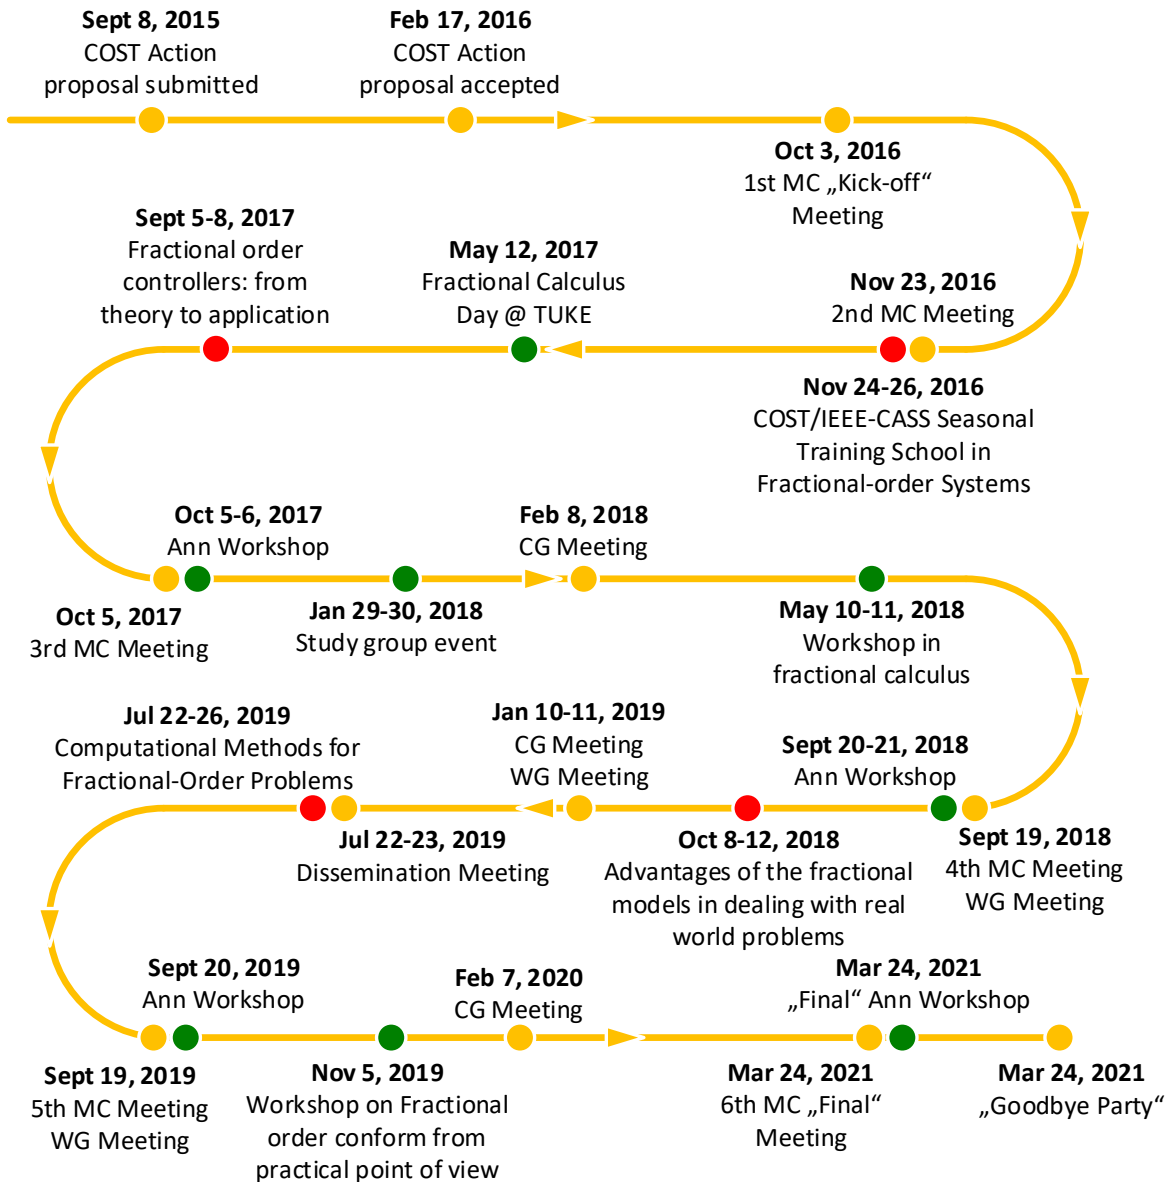 Sept 8, 2015
COST Action
proposal submitted
Feb 17, 2016
COST Action
proposal accepted
Oct 3, 2016
1st MC „Kick-off“
Meeting
Nov 23, 2016
2nd MC Meeting
Nov 24-26, 2016
COST/IEEE-CASS Seasonal
Training School in
Fractional-order Systems
May 12, 2017
Fractional Calculus
Day @ TUKE
Sept 5-8, 2017
Fractional order
controllers: from
theory to application
Oct 5, 2017
3rd MC Meeting
Oct 5-6, 2017
Ann Workshop
Jan 29-30, 2018
Study group event
Feb 8, 2018
CG Meeting
May 10-11, 2018
Workshop in
fractional calculus
Sept 19, 2018
4th MC Meeting
WG Meeting
Sept 20-21, 2018
Ann Workshop
Oct 8-12, 2018
Advantages of the fractional
models in dealing with real
world problems
Jan 10-11, 2019
CG Meeting
WG Meeting
Jul 22-23, 2019
Dissemination Meeting
Jul 22-26, 2019
Computational Methods for
Fractional-Order Problems
Sept 19, 2019
5th MC Meeting
WG Meeting
Sept 20, 2019
Ann Workshop
Nov 5, 2019
Workshop on Fractional
order conform from
practical point of view
Feb 7, 2020
CG Meeting
Mar 24, 2021
6th MC „Final“
Meeting
Mar 24, 2021
„Final“ Ann Workshop
Mar 24, 2021
„Goodbye Party“